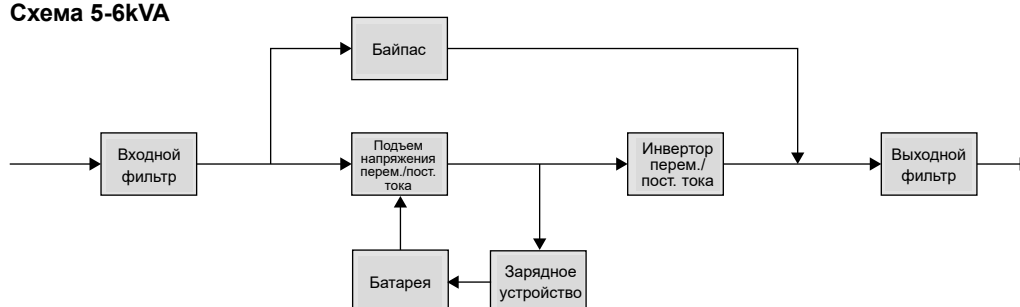 Схема 5-6kVA
Байпас
Входной
фильтр
Подъем
напряжения
перем./пост.
тока
Инвертор
перем./
пост. тока
Выходной
фильтр
Батарея
Зарядное
устройство